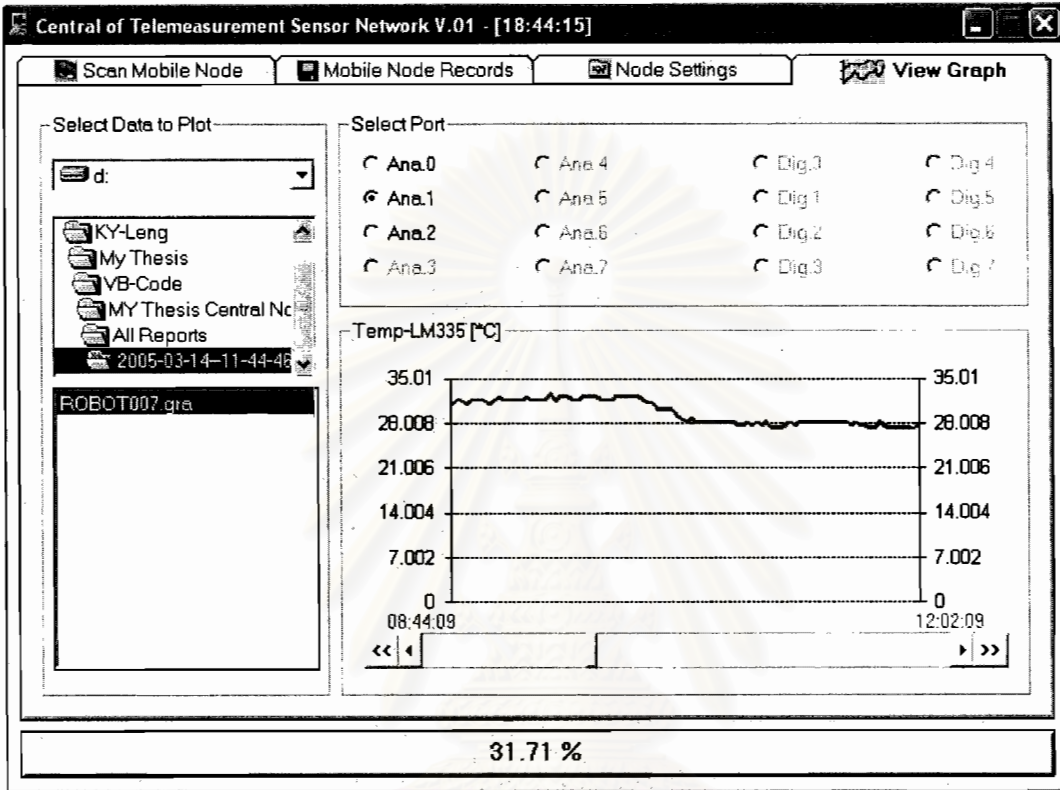 Central of Telemeasurement Sensor Network V.01 - [18:44:15]
Scan Mobile Node
Mobile Node Records
Node Settings
View Graph
Select Data to Plot
d:
KY-Leng
My Thesis
VB-Code
MY Thesis Central Nc
All Reports
2005-03-14--11-44-46
ROBOT007.gra
Select Port
Ana.0 Ana.4 Dig.3 Dig.4
Ana.1 Ana.5 Dig.1 Dig.5
Ana.2 Ana.6 Dig.2 Dig.6
Ana.3 Ana.7 Dig.3 Dig.7
Temp-LM335 [°C]
35.01 35.01
28.008 28.008
21.006 21.006
14.004 14.004
7.002 7.002
0 0
08:44:09 12:02:09
<< >>
31.71 %